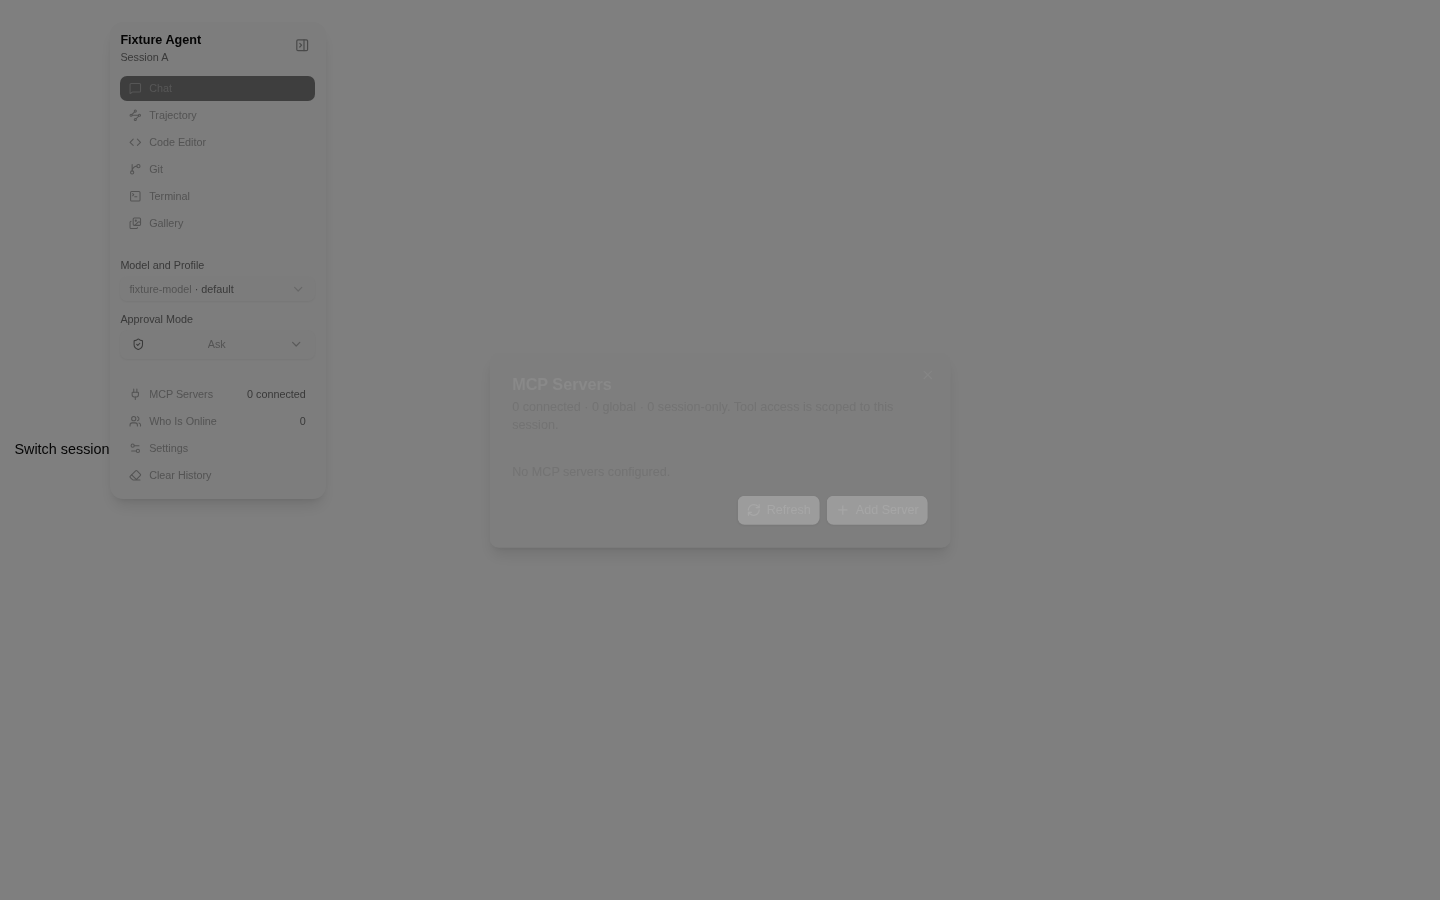 Fixture Agent
Session A
Chat
Trajectory
Code Editor
Git
Terminal
Gallery
Model and Profile
fixture-model · default
Approval Mode
Ask
MCP Servers 0 connected
Who Is Online 0
Switch session
Settings
Clear History
MCP Servers
0 connected · 0 global · 0 session-only. Tool access is scoped to this
session.
No MCP servers configured.
Refresh
Add Server